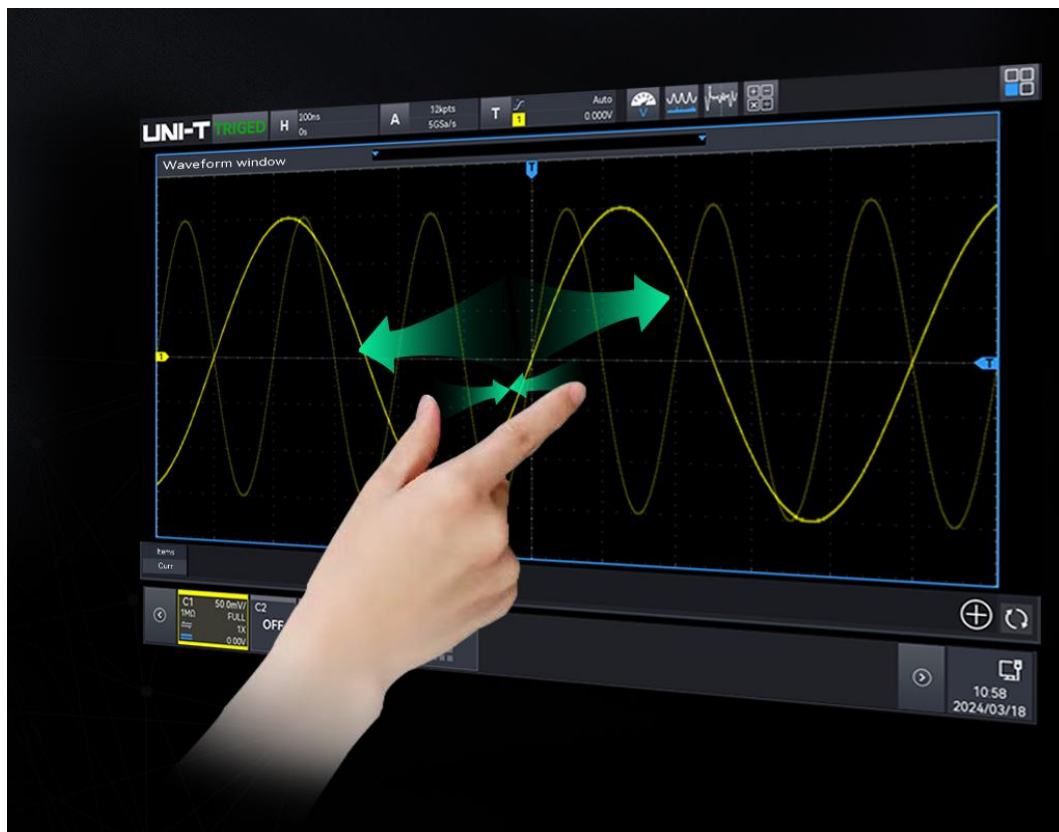 UNI-T TRIGED H 200ns A 12kpts T 1 Auto
0s 5GSa/s 0.000V V
Waveform window
T
1
T
Items
Curr
C1 50.0mV/ C2
1MΩ FULL OFF
1X
0.00V
10:58
2024/03/18